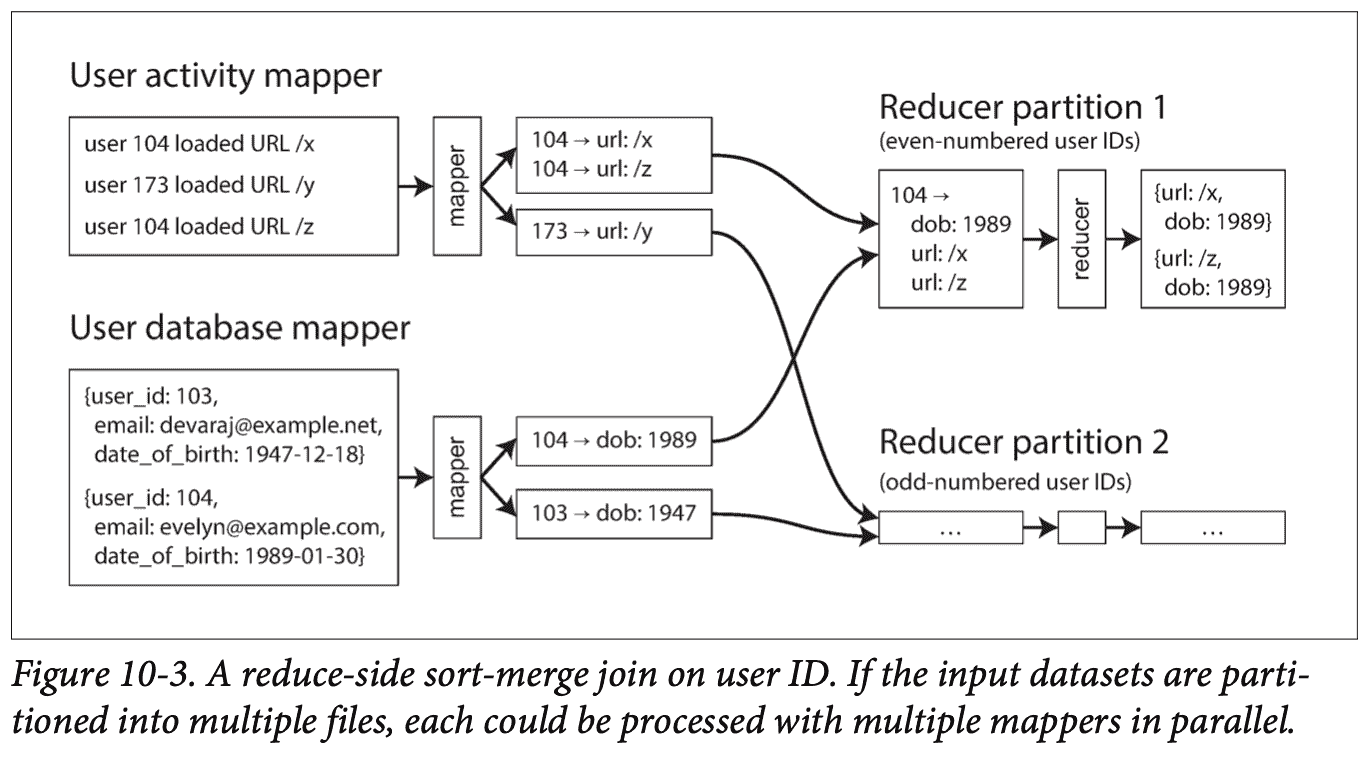 User activity mapper
user 104 loaded URL /x
user 173 loaded URL /y
user 104 loaded URL /z
mapper
104 → url: /x
104 → url: /z
173 → url: /y
User database mapper
{user_id: 103,
email: devaraj@example.net,
date_of_birth: 1947-12-18}
{user_id: 104,
email: evelyn@example.com,
date_of_birth: 1989-01-30}
mapper
104 → dob: 1989
103 → dob: 1947
Reducer partition 1
(even-numbered user IDs)
104 →
dob: 1989
url: /x
url: /z
reducer
{url: /x,
dob: 1989}
{url: /z,
dob: 1989}
Reducer partition 2
(odd-numbered user IDs)
...
...
Figure 10-3. A reduce-side sort-merge join on user ID. If the input datasets are parti-
tioned into multiple files, each could be processed with multiple mappers in parallel.